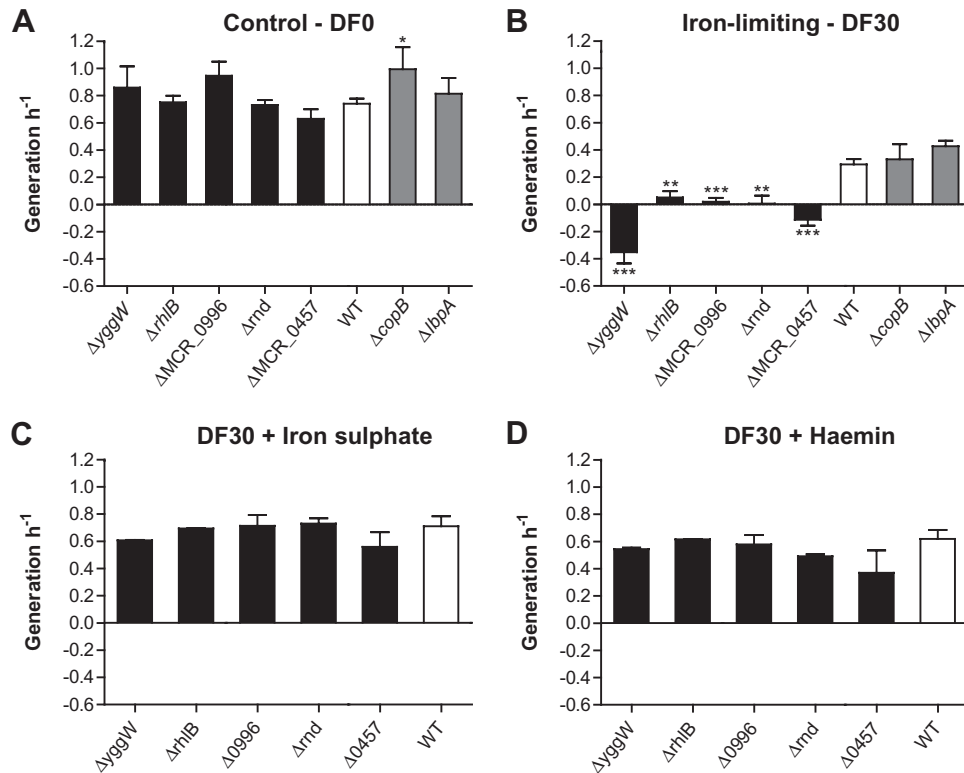 A
Control - DF0
Generation h-1
1.2
1.0
0.8
0.6
0.4
0.2
0.0
-0.2
-0.4
-0.6
*
ΔyggW
ΔrhlB
ΔMCR_0996
Δrnd
ΔMCR_0457
WT
ΔcopB
ΔlbpA
B
Iron-limiting - DF30
Generation h-1
1.2
1.0
0.8
0.6
0.4
0.2
0.0
-0.2
-0.4
-0.6
***
**
***
**
***
ΔyggW
ΔrhlB
ΔMCR_0996
Δrnd
ΔMCR_0457
WT
ΔcopB
ΔlbpA
C
DF30 + Iron sulphate
Generation h-1
1.2
1.0
0.8
0.6
0.4
0.2
0.0
-0.2
-0.4
-0.6
ΔyggW
ΔrhlB
Δ0996
Δrnd
Δ0457
WT
D
DF30 + Haemin
Generation h-1
1.2
1.0
0.8
0.6
0.4
0.2
0.0
-0.2
-0.4
-0.6
ΔyggW
ΔrhlB
Δ0996
Δrnd
Δ0457
WT